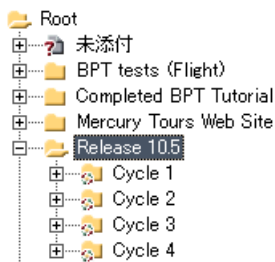 Root
未添付
BPT tests (Flight)
Completed BPT Tutorial
Mercury Tours Web Site
Release 10.5
Cycle 1
Cycle 2
Cycle 3
Cycle 4